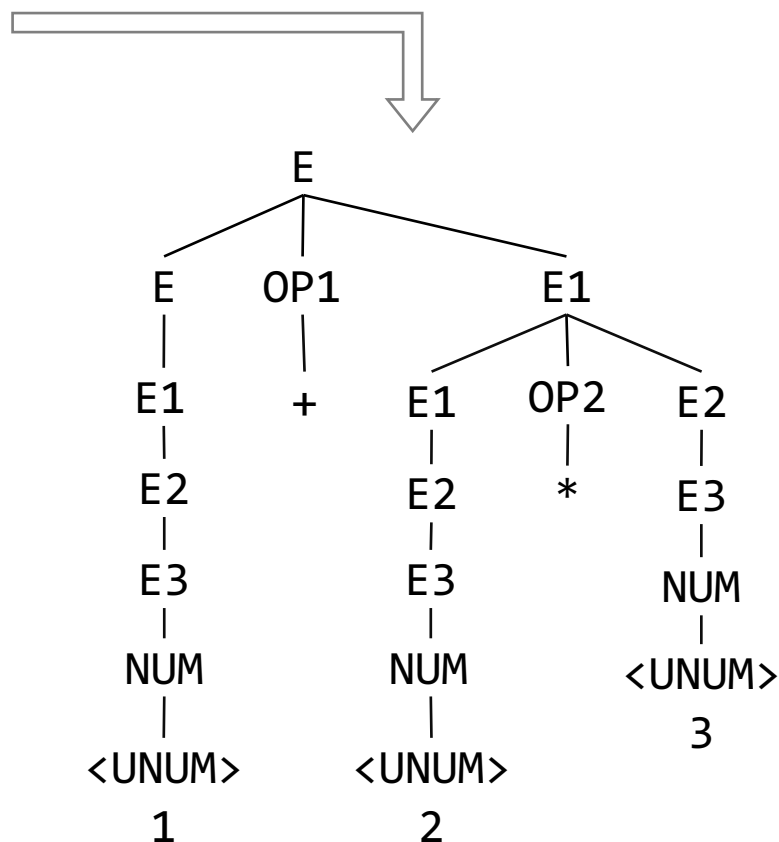 E
E OP1 E1
E1 + E1 OP2 E2
E2 E2 * E3
E3 E3 NUM
NUM NUM <UNUM>
3
<UNUM> <UNUM>
1 2